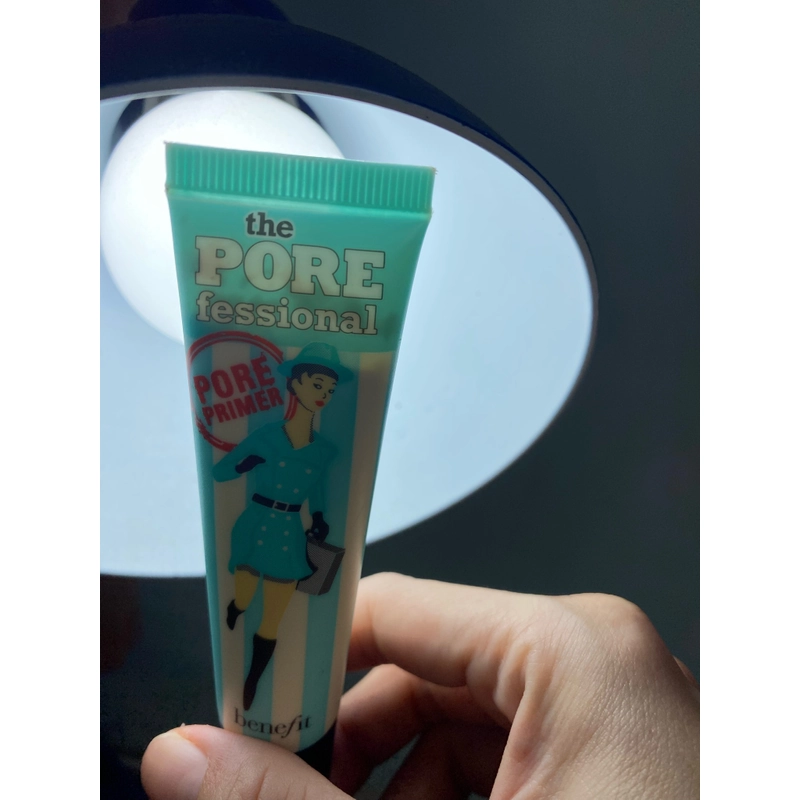 the
PORE
fessional
PORE
PRIMER
benefit